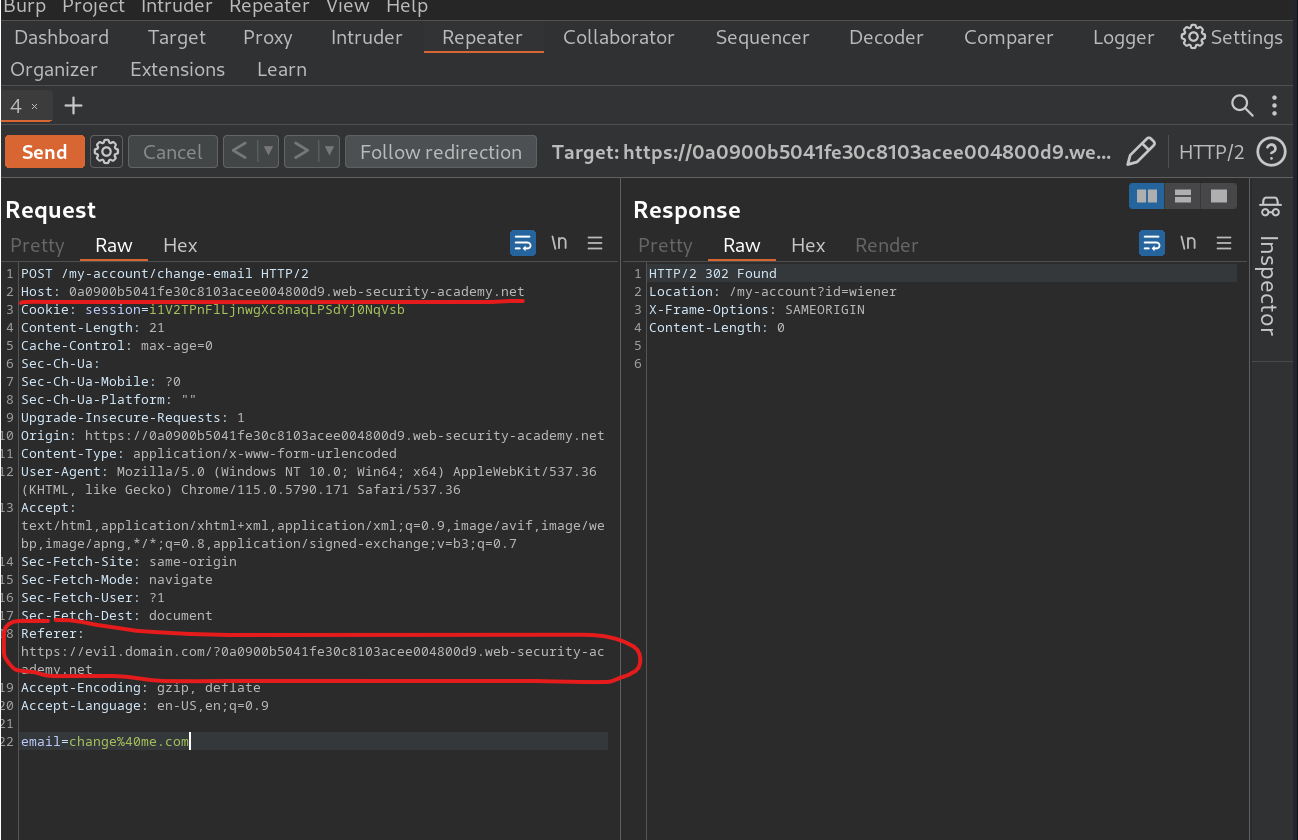 Burp Project Intruder Repeater View Help
Dashboard Target Proxy Intruder Repeater Collaborator Sequencer Decoder Comparer Logger Settings
Organizer Extensions Learn
4 × +
Send Cancel < > Follow redirection Target: https://0a0900b5041fe30c8103acee004800d9.we... HTTP/2 ?
Request
Pretty Raw Hex \n
1 POST /my-account/change-email HTTP/2
2 Host: 0a0900b5041fe30c8103acee004800d9.web-security-academy.net
3 Cookie: session=i1V2TPnFlLjnwgXc8naqLPSdYj0NqVsb
4 Content-Length: 21
5 Cache-Control: max-age=0
6 Sec-Ch-Ua:
7 Sec-Ch-Ua-Mobile: ?0
8 Sec-Ch-Ua-Platform: ""
9 Upgrade-Insecure-Requests: 1
10 Origin: https://0a0900b5041fe30c8103acee004800d9.web-security-academy.net
11 Content-Type: application/x-www-form-urlencoded
12 User-Agent: Mozilla/5.0 (Windows NT 10.0; Win64; x64) AppleWebKit/537.36
(KHTML, like Gecko) Chrome/115.0.5790.171 Safari/537.36
13 Accept:
text/html,application/xhtml+xml,application/xml;q=0.9,image/avif,image/we
bp,image/apng,*/*;q=0.8,application/signed-exchange;v=b3;q=0.7
14 Sec-Fetch-Site: same-origin
15 Sec-Fetch-Mode: navigate
16 Sec-Fetch-User: ?1
17 Sec-Fetch-Dest: document
18 Referer:
https://evil.domain.com/?0a0900b5041fe30c8103acee004800d9.web-security-ac
ademy.net
19 Accept-Encoding: gzip, deflate
20 Accept-Language: en-US,en;q=0.9
21
22 email=change%40me.com
Response
Pretty Raw Hex Render \n
1 HTTP/2 302 Found
2 Location: /my-account?id=wiener
3 X-Frame-Options: SAMEORIGIN
4 Content-Length: 0
5
6
Inspector